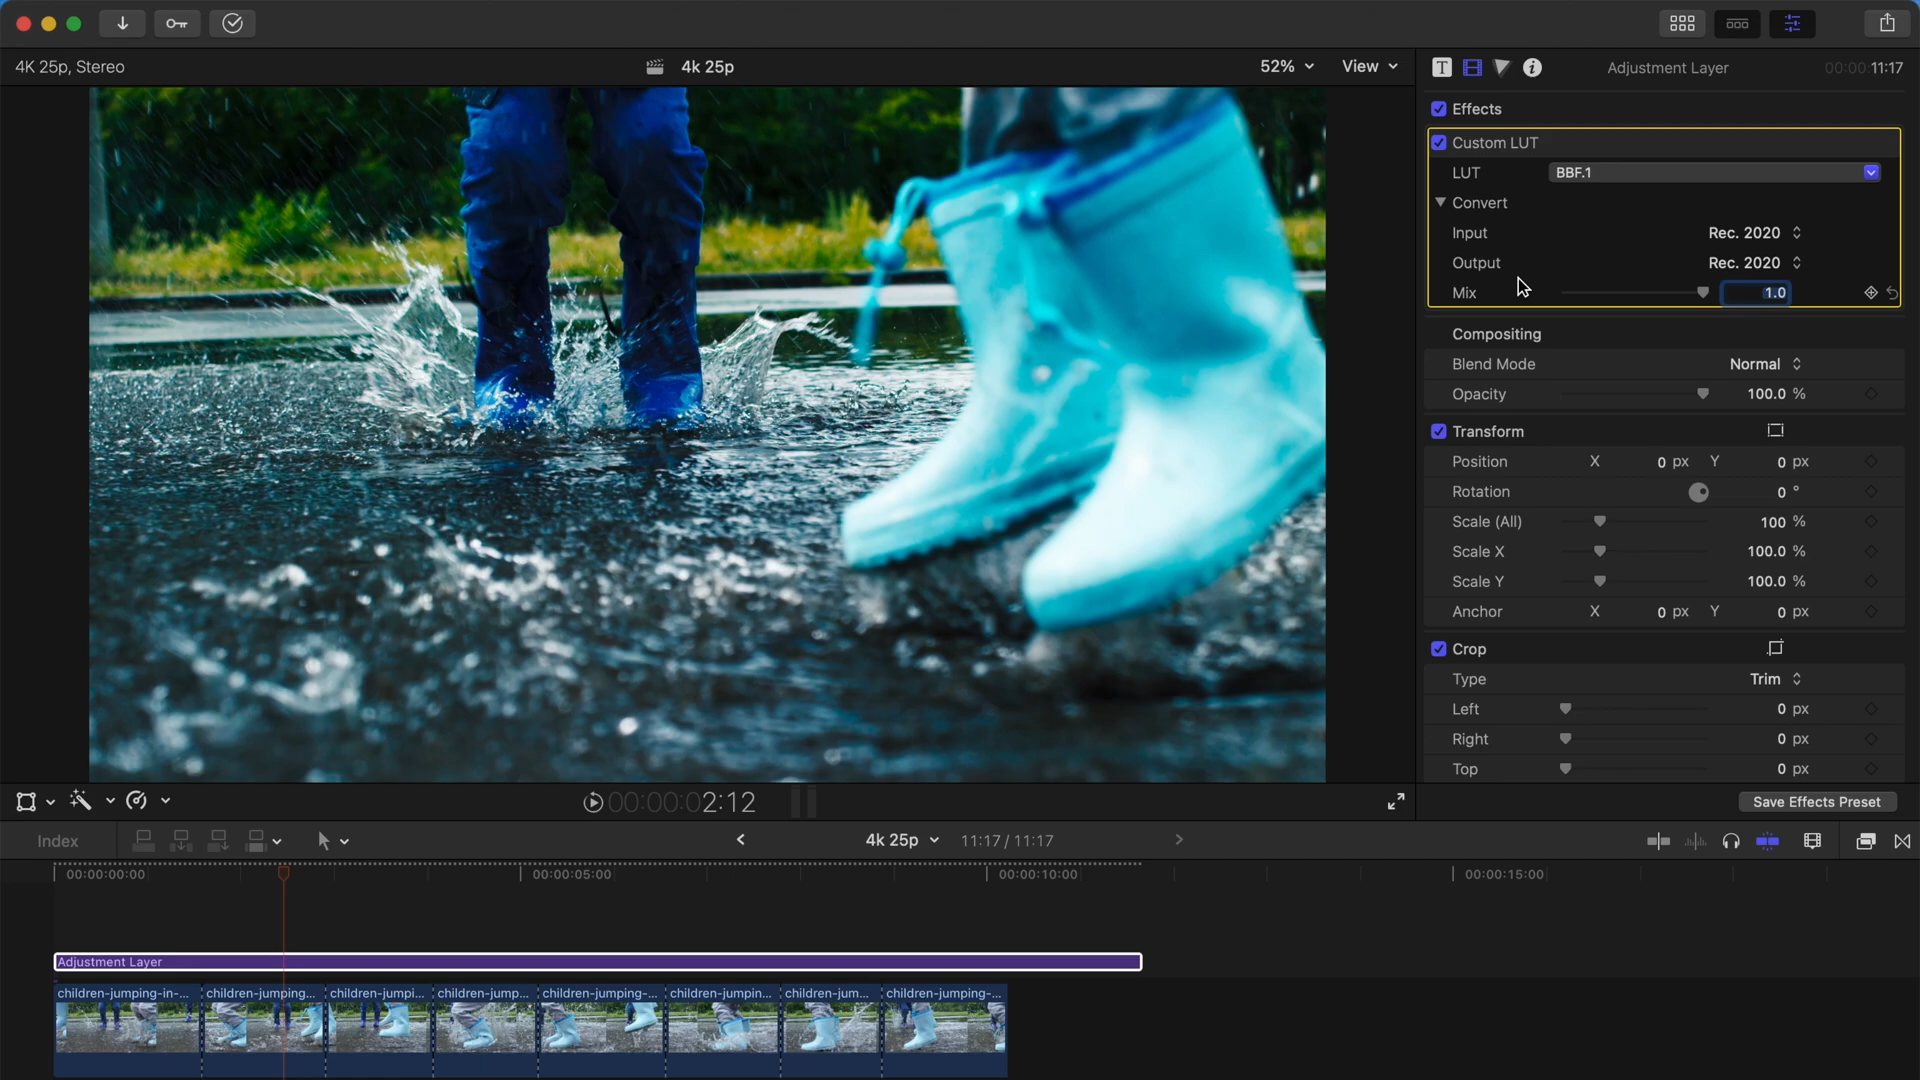 4K 25p, Stereo
4k 25p
52%
View
T
i
Adjustment Layer
00:00:11:17
Effects
Custom LUT
LUT
BBF.1
Convert
Input
Rec. 2020
Output
Rec. 2020
Mix
1.0
Compositing
Blend Mode
Normal
Opacity
100.0 %
Transform
Position
X
0 px
Y
0 px
Rotation
0 °
Scale (All)
100 %
Scale X
100.0 %
Scale Y
100.0 %
Anchor
X
0 px
Y
0 px
Crop
Type
Trim
Left
0 px
Right
0 px
Top
0 px
00:00:02:12
Save Effects Preset
Index
4k 25p
11:17 / 11:17
00:00:00:00
00:00:05:00
00:00:10:00
00:00:15:00
Adjustment Layer
children-jumping-in-...
children-jumping...
children-jumpi...
children-jump...
children-jumping-...
children-jumpin...
children-jum...
children-jumping-...